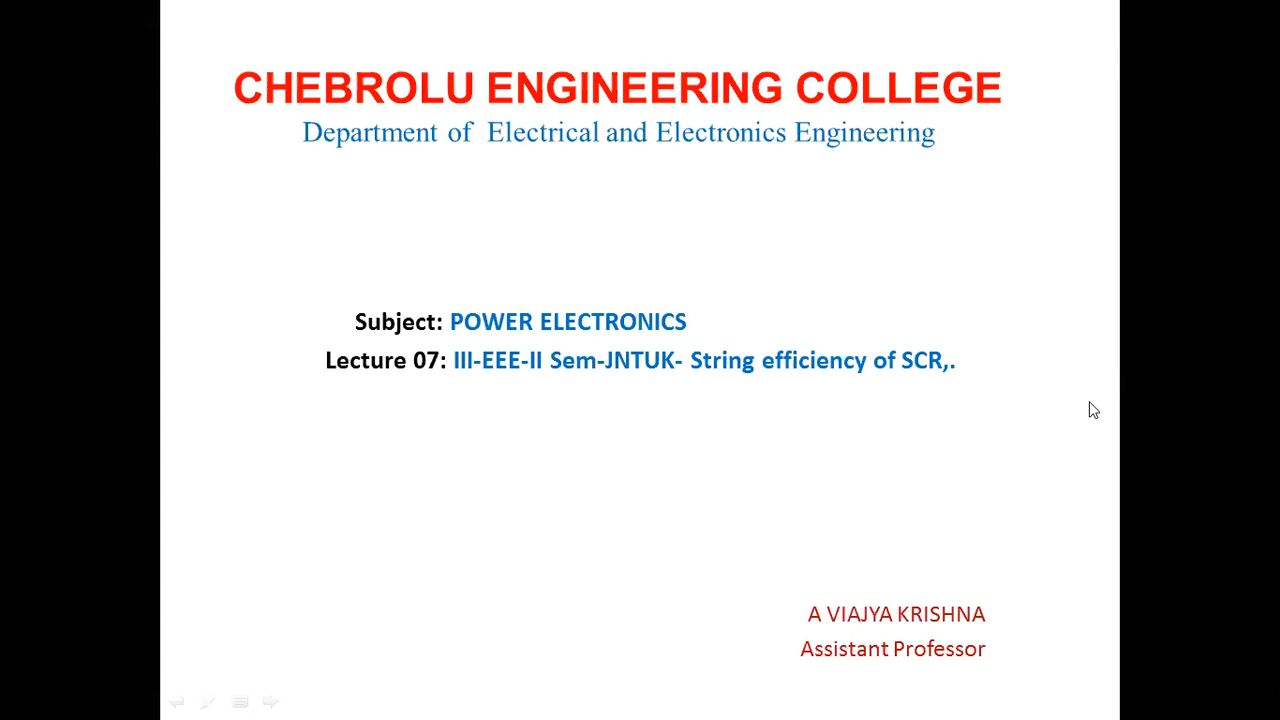 CHEBROLU ENGINEERING COLLEGE
Department of Electrical and Electronics Engineering
Subject: POWER ELECTRONICS
Lecture 07: III-EEE-II Sem-JNTUK- String efficiency of SCR,.
A VIAJYA KRISHNA
Assistant Professor